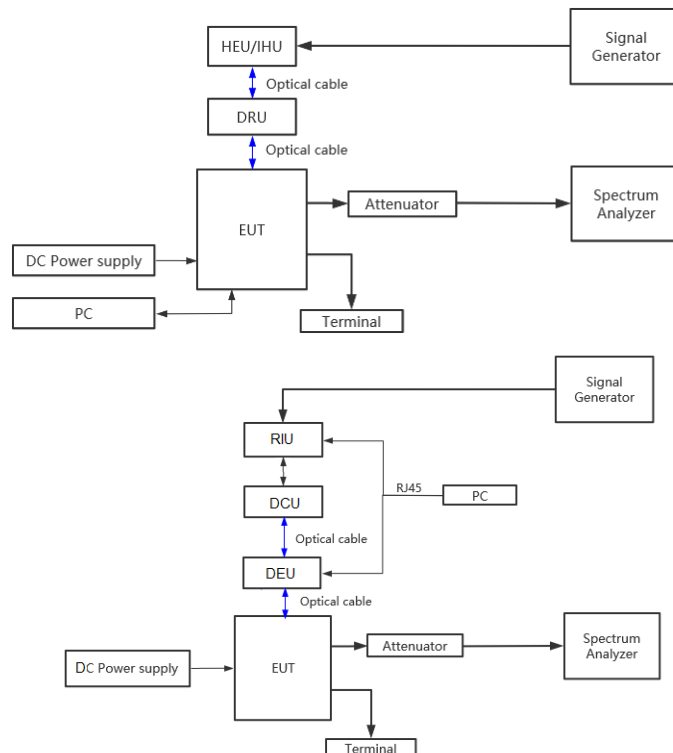 HEU/IHU
Signal
Generator
Optical cable
DRU
Optical cable
EUT
Attenuator
Spectrum
Analyzer
DC Power supply
PC
Terminal
Signal
Generator
RIU
RJ45
PC
DCU
Optical cable
DEU
Optical cable
EUT
Attenuator
Spectrum
Analyzer
DC Power supply
Terminal